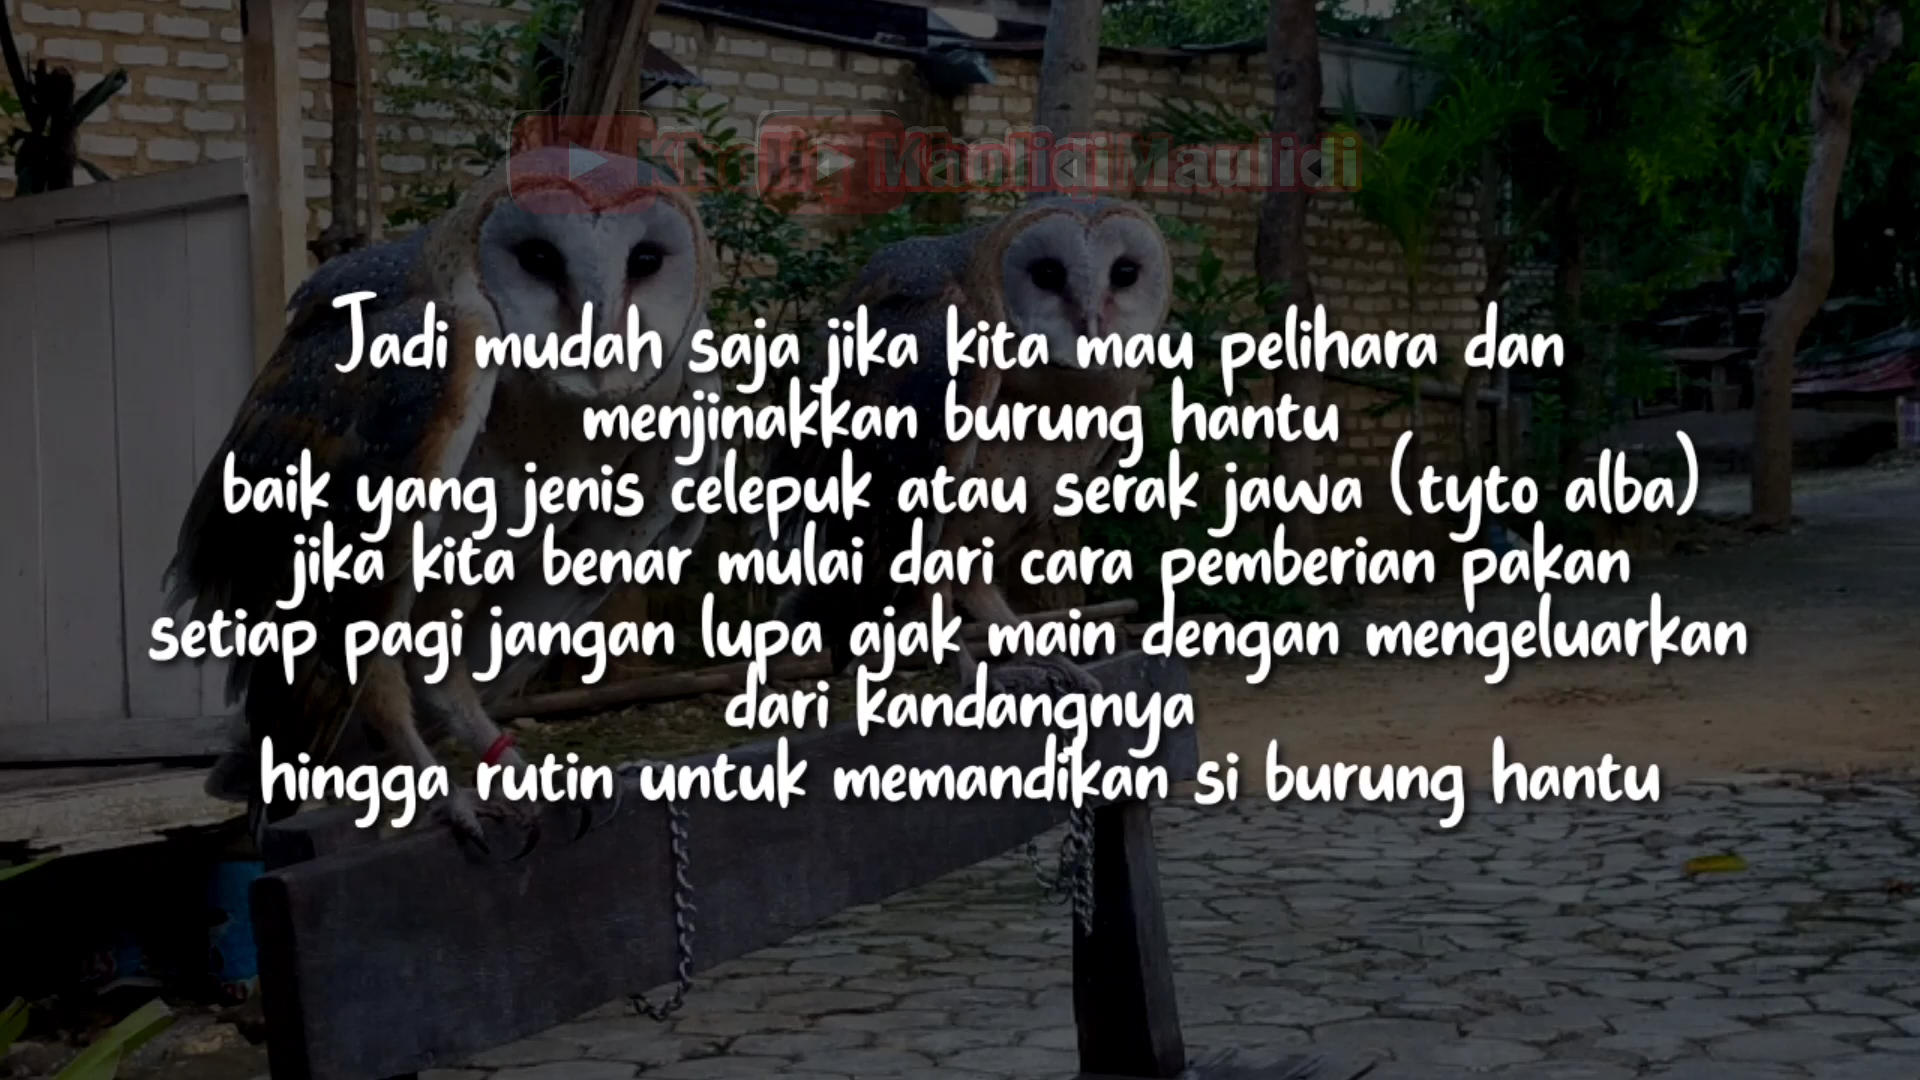 Jadi mudah saja jika kita mau pelihara dan
menjinakkan burung hantu
baik yang jenis celepuk atau serak jawa (tyto alba)
jika kita benar mulai dari cara pemberian pakan
setiap pagi jangan lupa ajak main dengan mengeluarkan
dari kandangnya
hingga rutin untuk memandikan si burung hantu